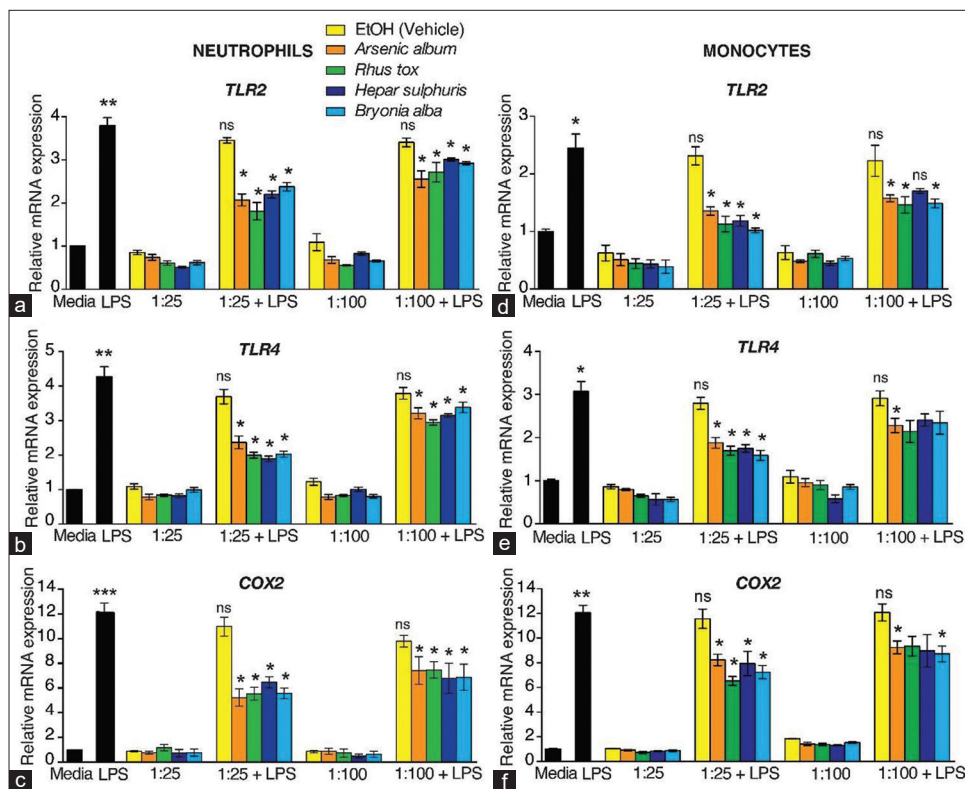 EtOH (Vehicle)
Arsenic album
Rhus tox
Hepar sulphuris
Bryonia alba
NEUTROPHILS
MONOCYTES
TLR2
Relative mRNA expression
4
3
2
1
0
**
ns
* * * *
ns
* * * *
Media LPS 1:25 1:25 + LPS 1:100 1:100 + LPS
a
TLR2
Relative mRNA expression
3
2
1
0
*
ns
* * * *
ns
* * ns *
Media LPS 1:25 1:25 + LPS 1:100 1:100 + LPS
d
TLR4
Relative mRNA expression
5
4
3
2
1
0
**
ns
* * * *
ns
* * * *
Media LPS 1:25 1:25 + LPS 1:100 1:100 + LPS
b
TLR4
Relative mRNA expression
4
3
2
1
0
*
ns
* * * *
ns
*
Media LPS 1:25 1:25 + LPS 1:100 1:100 + LPS
e
COX2
Relative mRNA expression
14
12
10
8
6
4
2
0
***
ns
* * * *
ns
* * * *
Media LPS 1:25 1:25 + LPS 1:100 1:100 + LPS
c
COX2
Relative mRNA expression
14
12
10
8
6
4
2
0
**
ns
* * * *
ns
* *
Media LPS 1:25 1:25 + LPS 1:100 1:100 + LPS
f